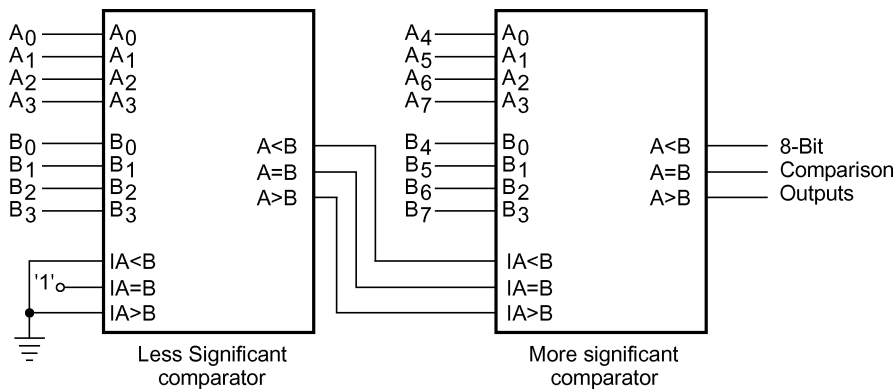 A0 A0 A4 A0
A1 A1 A5 A1
A2 A2 A6 A2
A3 A3 A7 A3
B0 B0 B4 B0
A<B A<B 8-Bit
B1 B1 B5 B1
A=B A=B Comparison
B2 B2 B6 B2
A>B A>B Outputs
B3 B3 B7 B3
IA<B IA<B
'1' IA=B IA=B
IA>B IA>B
Less Significant More significant
comparator comparator